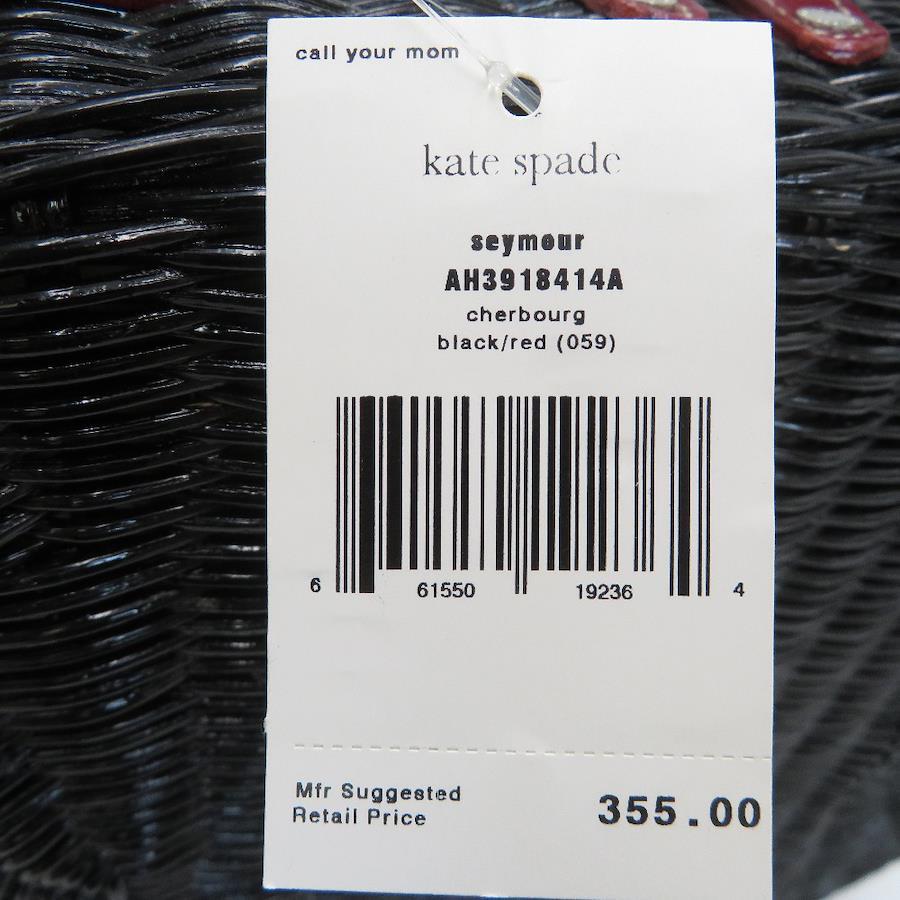 call your mom
kate spade
seymour
AH3918414A
cherbourg
black/red (059)
6 61550 19236 4
Mfr Suggested
Retail Price 355.00